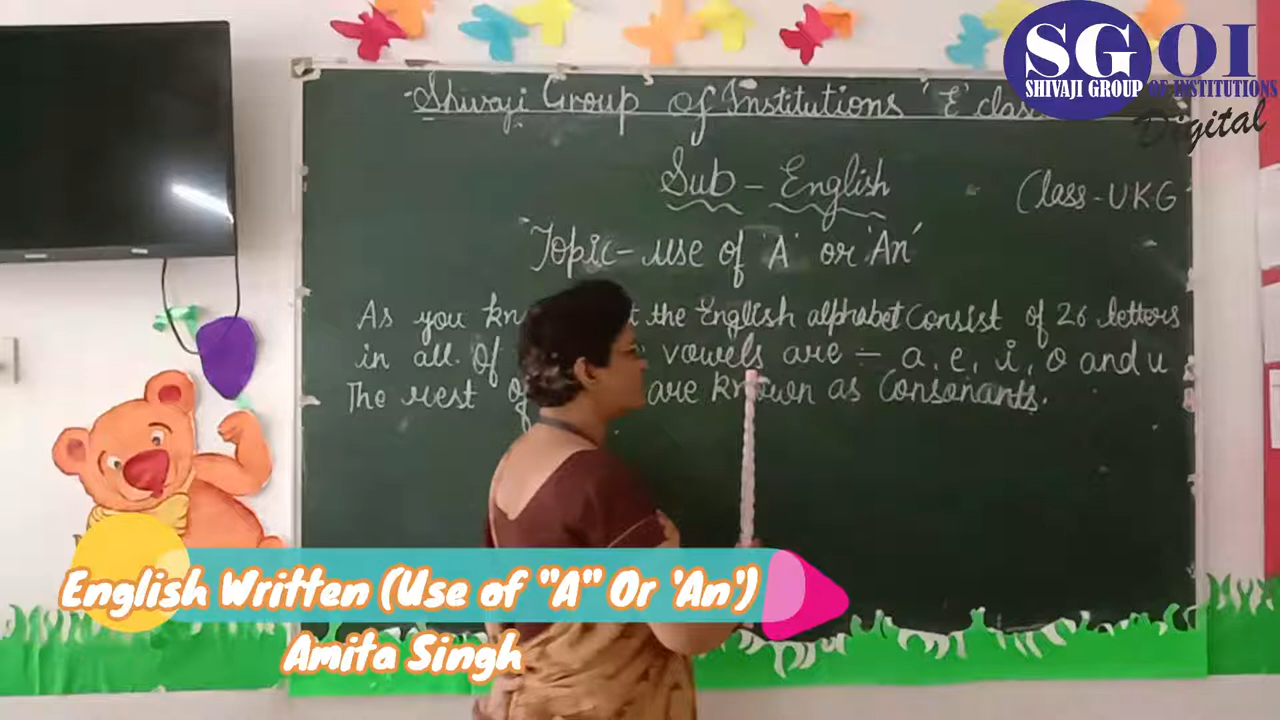 Shivaji Group of Institutions 'E' clas
SGOI
SHIVAJI GROUP OF INSTITUTIONS
Digital
Sub - English
Class - UKG
Topic - use of 'A' or 'An'
As you kn the English alphabet consist of 26 letters
in all. Of vowels are - a, e, i, o and u
The rest of are known as Consonants.
English Written (Use of "A" Or 'An')
Amita Singh